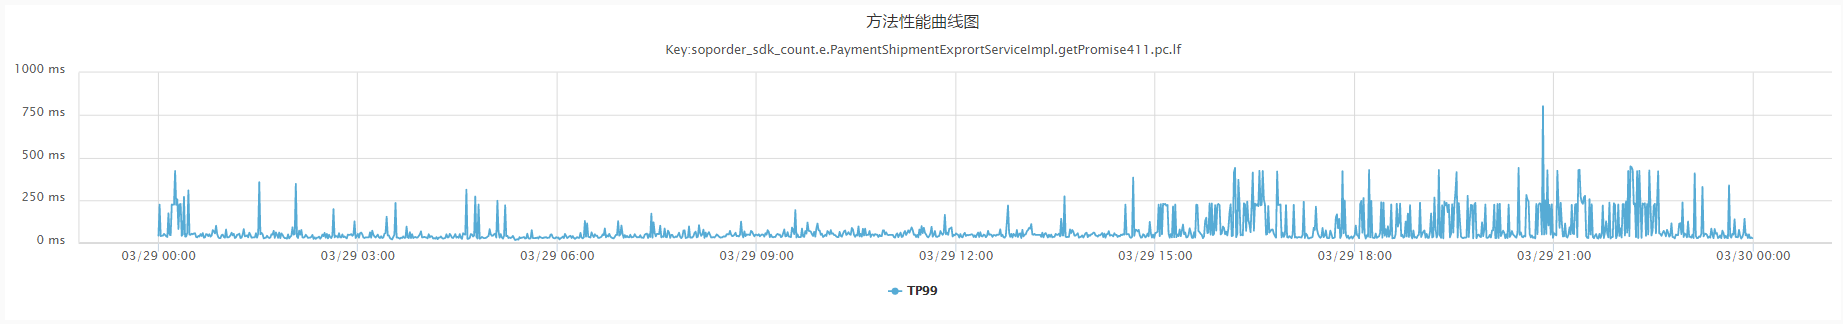 方法性能曲线图
Key:soporder_sdk_count.e.PaymentShipmentExprortServiceImpl.getPromise411.pc.lf
1000 ms
750 ms
500 ms
250 ms
0 ms
03/29 00:00 03/29 03:00 03/29 06:00 03/29 09:00 03/29 12:00 03/29 15:00 03/29 18:00 03/29 21:00 03/30 00:00
TP99